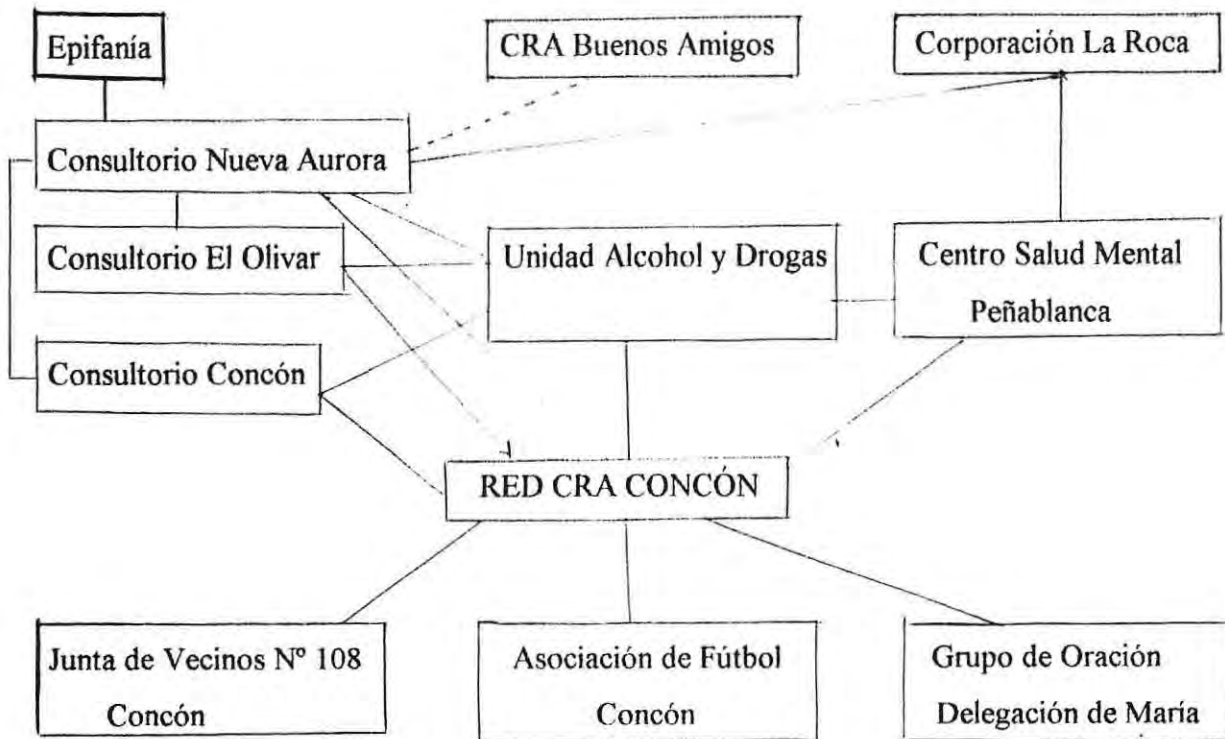 Epifanía
CRA Buenos Amigos
Corporación La Roca
Consultorio Nueva Aurora
Consultorio El Olivar
Unidad Alcohol y Drogas
Centro Salud Mental
Peñablanca
Consultorio Concón
RED CRA CONCÓN
Junta de Vecinos Nº 108
Concón
Asociación de Fútbol
Concón
Grupo de Oración
Delegación de María